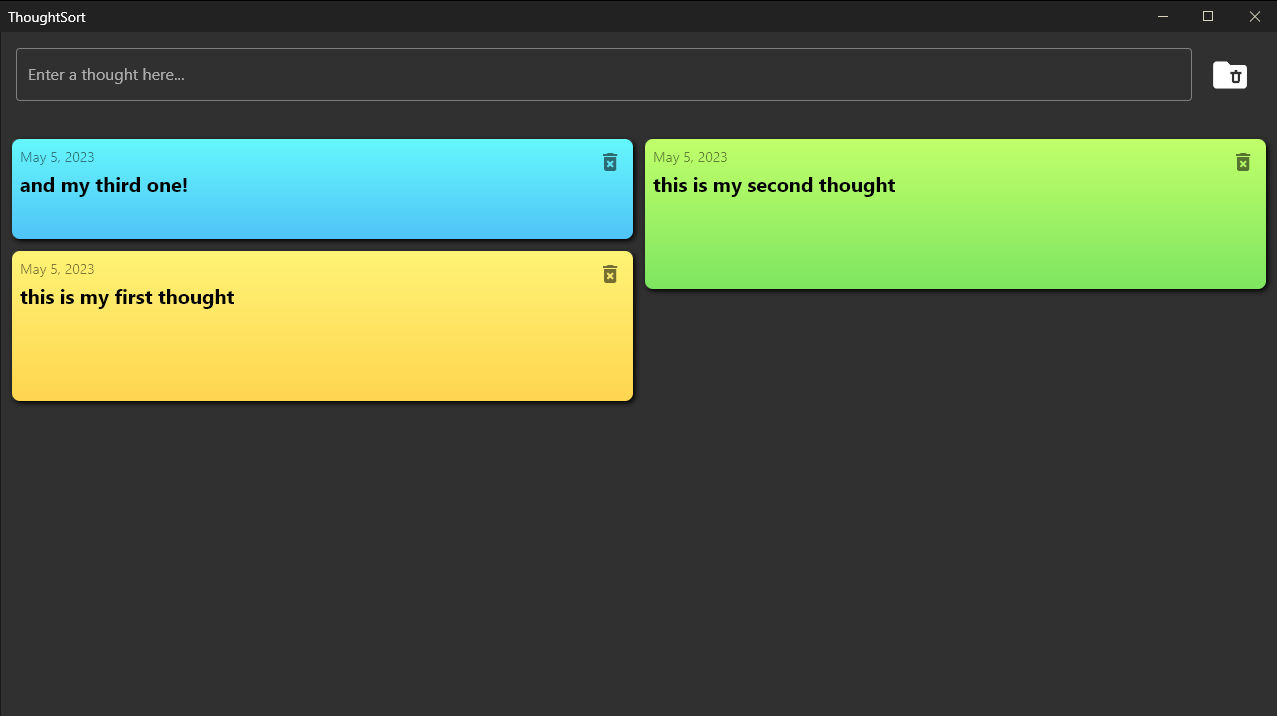 ThoughtSort
Enter a thought here...
May 5, 2023
and my third one!
May 5, 2023
this is my second thought
May 5, 2023
this is my first thought